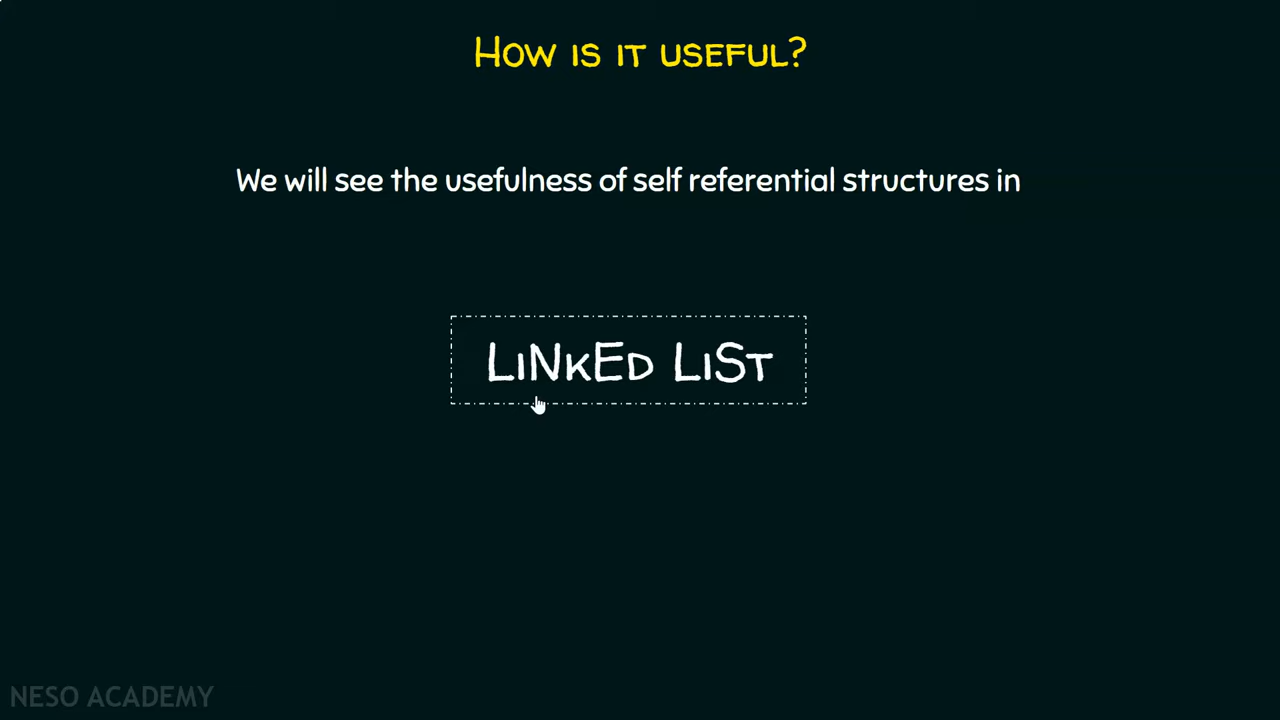 How is it useful?
We will see the usefulness of self referential structures in
LiNkED LiST
NESO ACADEMY